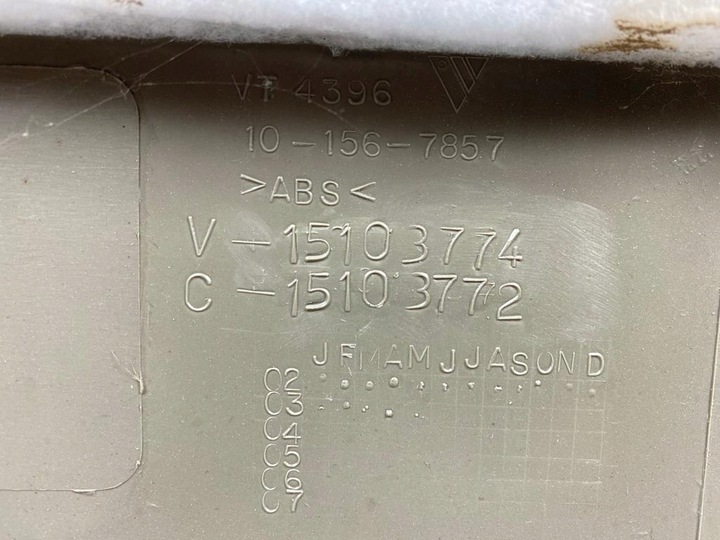 VT 4396
10-156-7857
>ABS<
V-15103774
C-15103772
J F M A M J J A S O N D
02
03
04
05
06
07